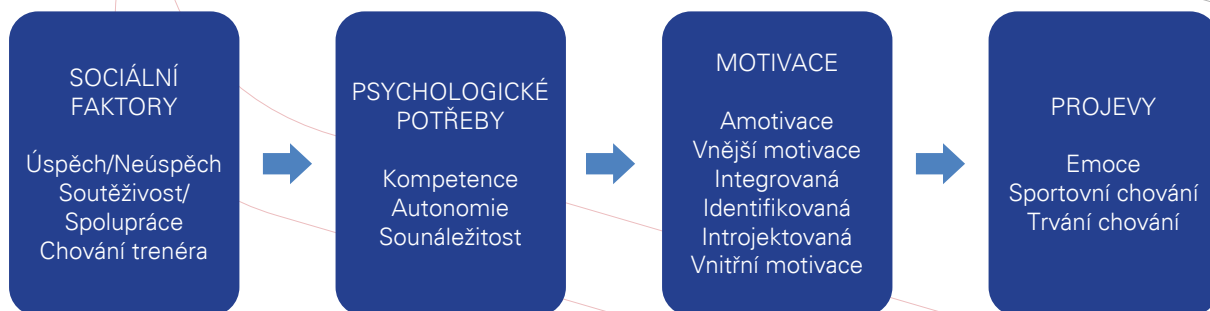 SOCIÁLNÍ
FAKTORY
Úspěch/Neúspěch
Soutěživost/
Spolupráce
Chování trenéra
PSYCHOLOGICKÉ
POTŘEBY
Kompetence
Autonomie
Sounáležitost
MOTIVACE
Amotivace
Vnější motivace
Integrovaná
Identifikovaná
Introjektovaná
Vnitřní motivace
PROJEVY
Emoce
Sportovní chování
Trvání chování